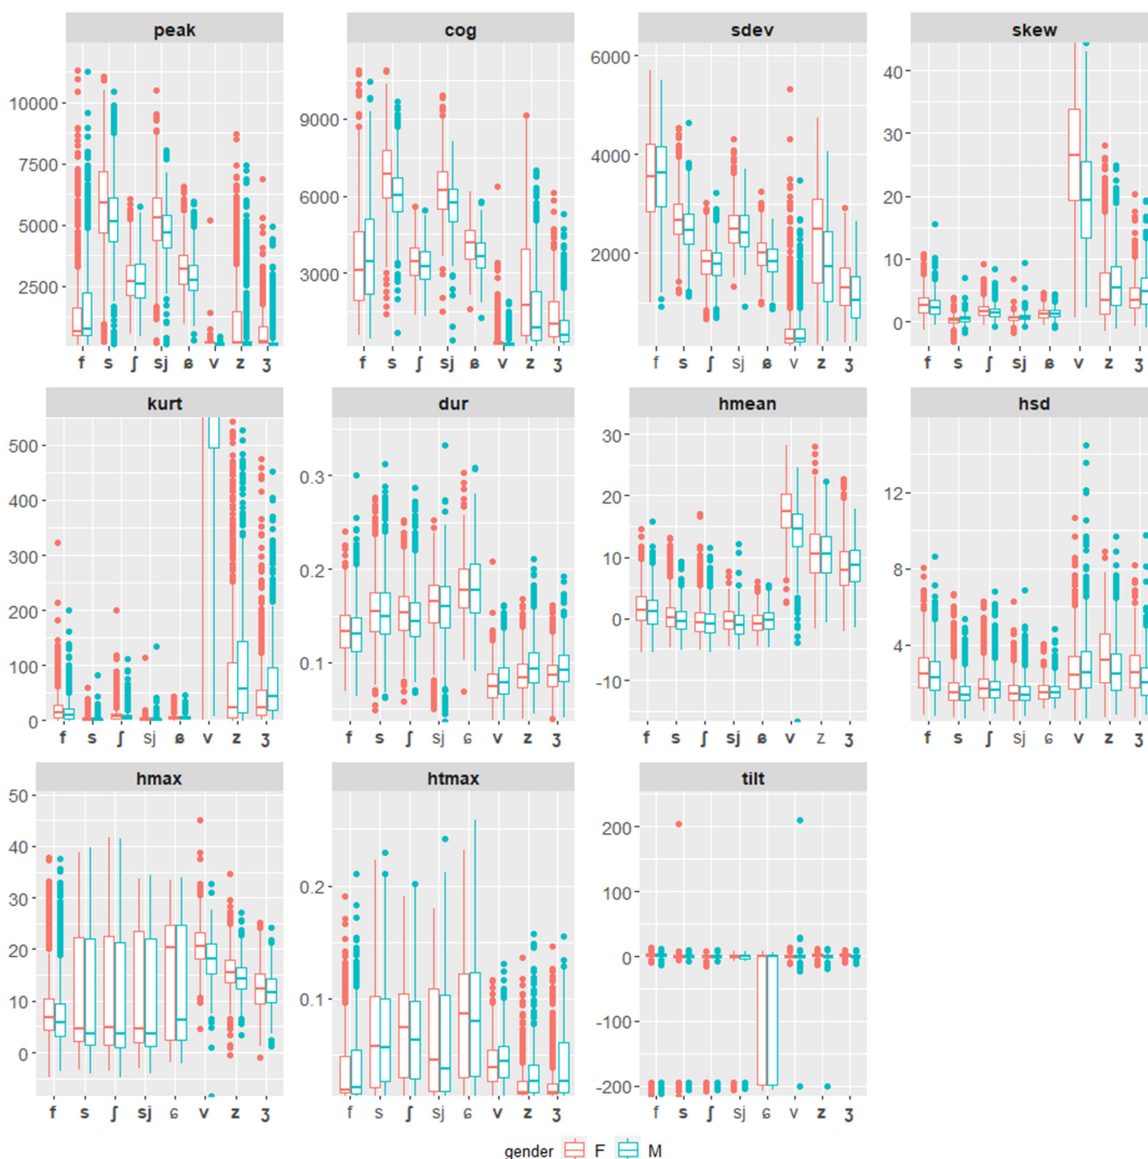 peak
10000
7500
5000
2500
f s ʃ sj ɕ v z ʒ
cog
9000
6000
3000
f s ʃ sj ɕ v z ʒ
sdev
6000
4000
2000
f s ʃ sj ɕ v z ʒ
skew
40
30
20
10
0
f s ʃ sj ɕ v z ʒ
kurt
500
400
300
200
100
0
f s ʃ sj ɕ v z ʒ
dur
0.3
0.2
0.1
f s ʃ sj ɕ v z ʒ
hmean
30
20
10
0
-10
f s ʃ sj ɕ v z ʒ
hsd
12
8
4
f s ʃ sj ɕ v z ʒ
hmax
50
40
30
20
10
0
f s ʃ sj ɕ v z ʒ
htmax
0.2
0.1
f s ʃ sj ɕ v z ʒ
tilt
200
100
0
-100
-200
f s ʃ sj ɕ v z ʒ
gender F M